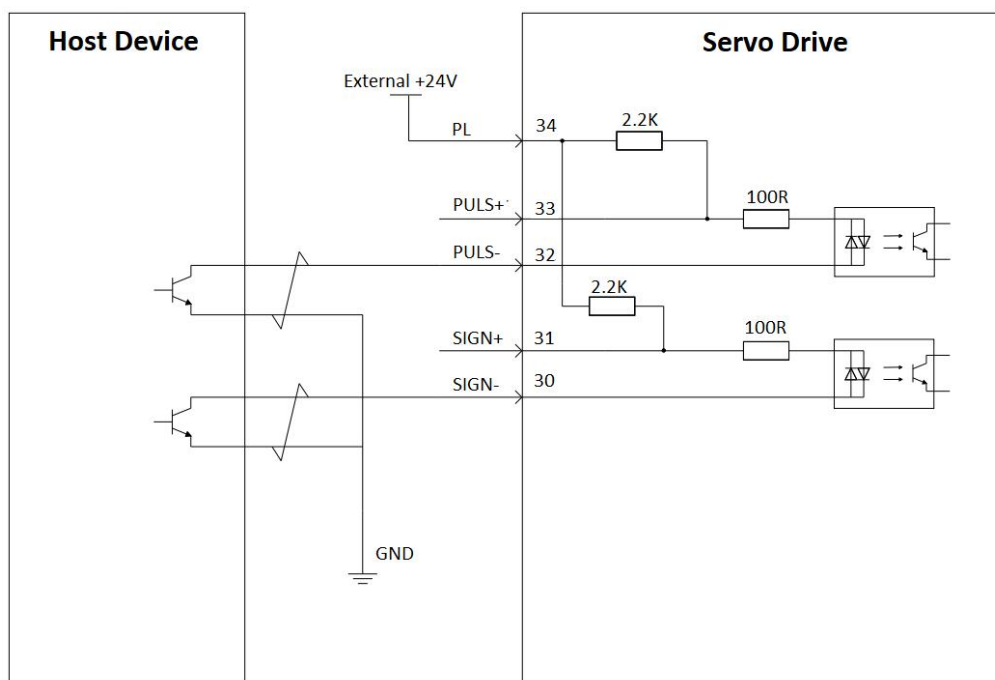 Host Device
Servo Drive
External +24V
PL
34
2.2K
PULS+
33
100R
PULS-
32
2.2K
SIGN+
31
100R
SIGN-
30
GND